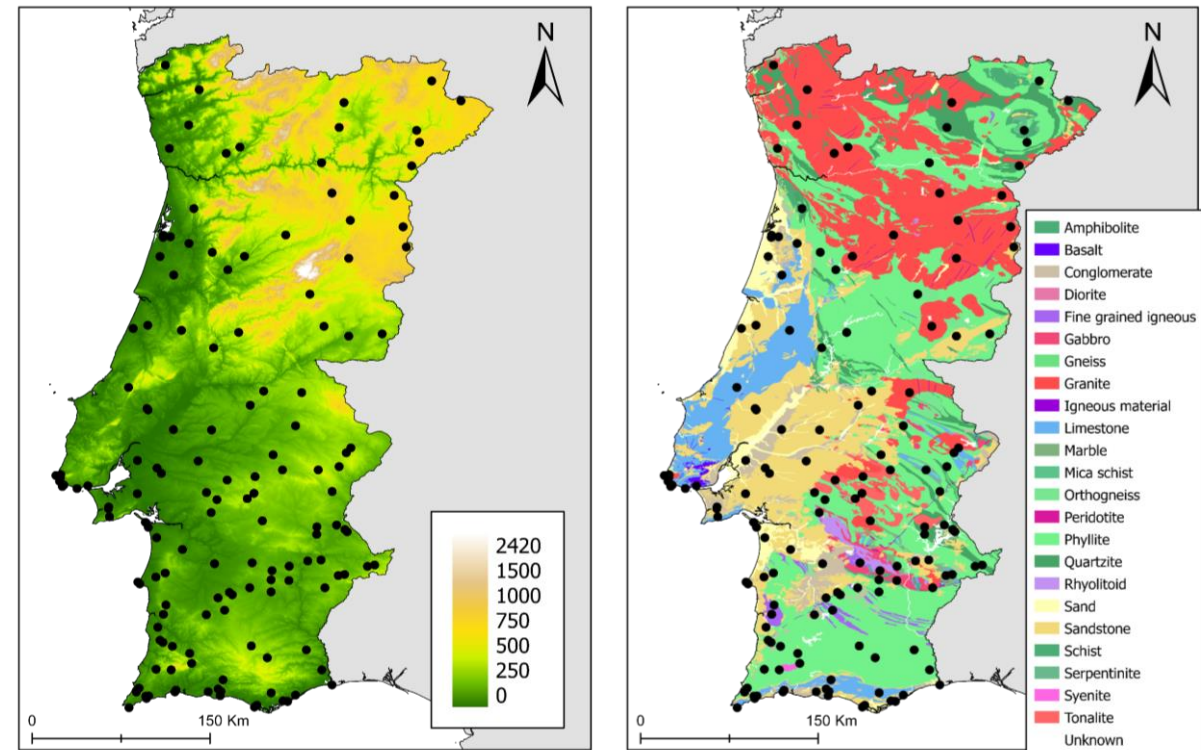 N
2420
1500
1000
750
500
250
0
0
150 Km
N
Amphibolite
Basalt
Conglomerate
Diorite
Fine grained igneous
Gabbro
Gneiss
Granite
Igneous material
Limestone
Marble
Mica schist
Orthogneiss
Peridotite
Phyllite
Quartzite
Rhyolitoid
Sand
Sandstone
Schist
Serpentinite
Syenite
Tonalite
Unknown
0
150 Km